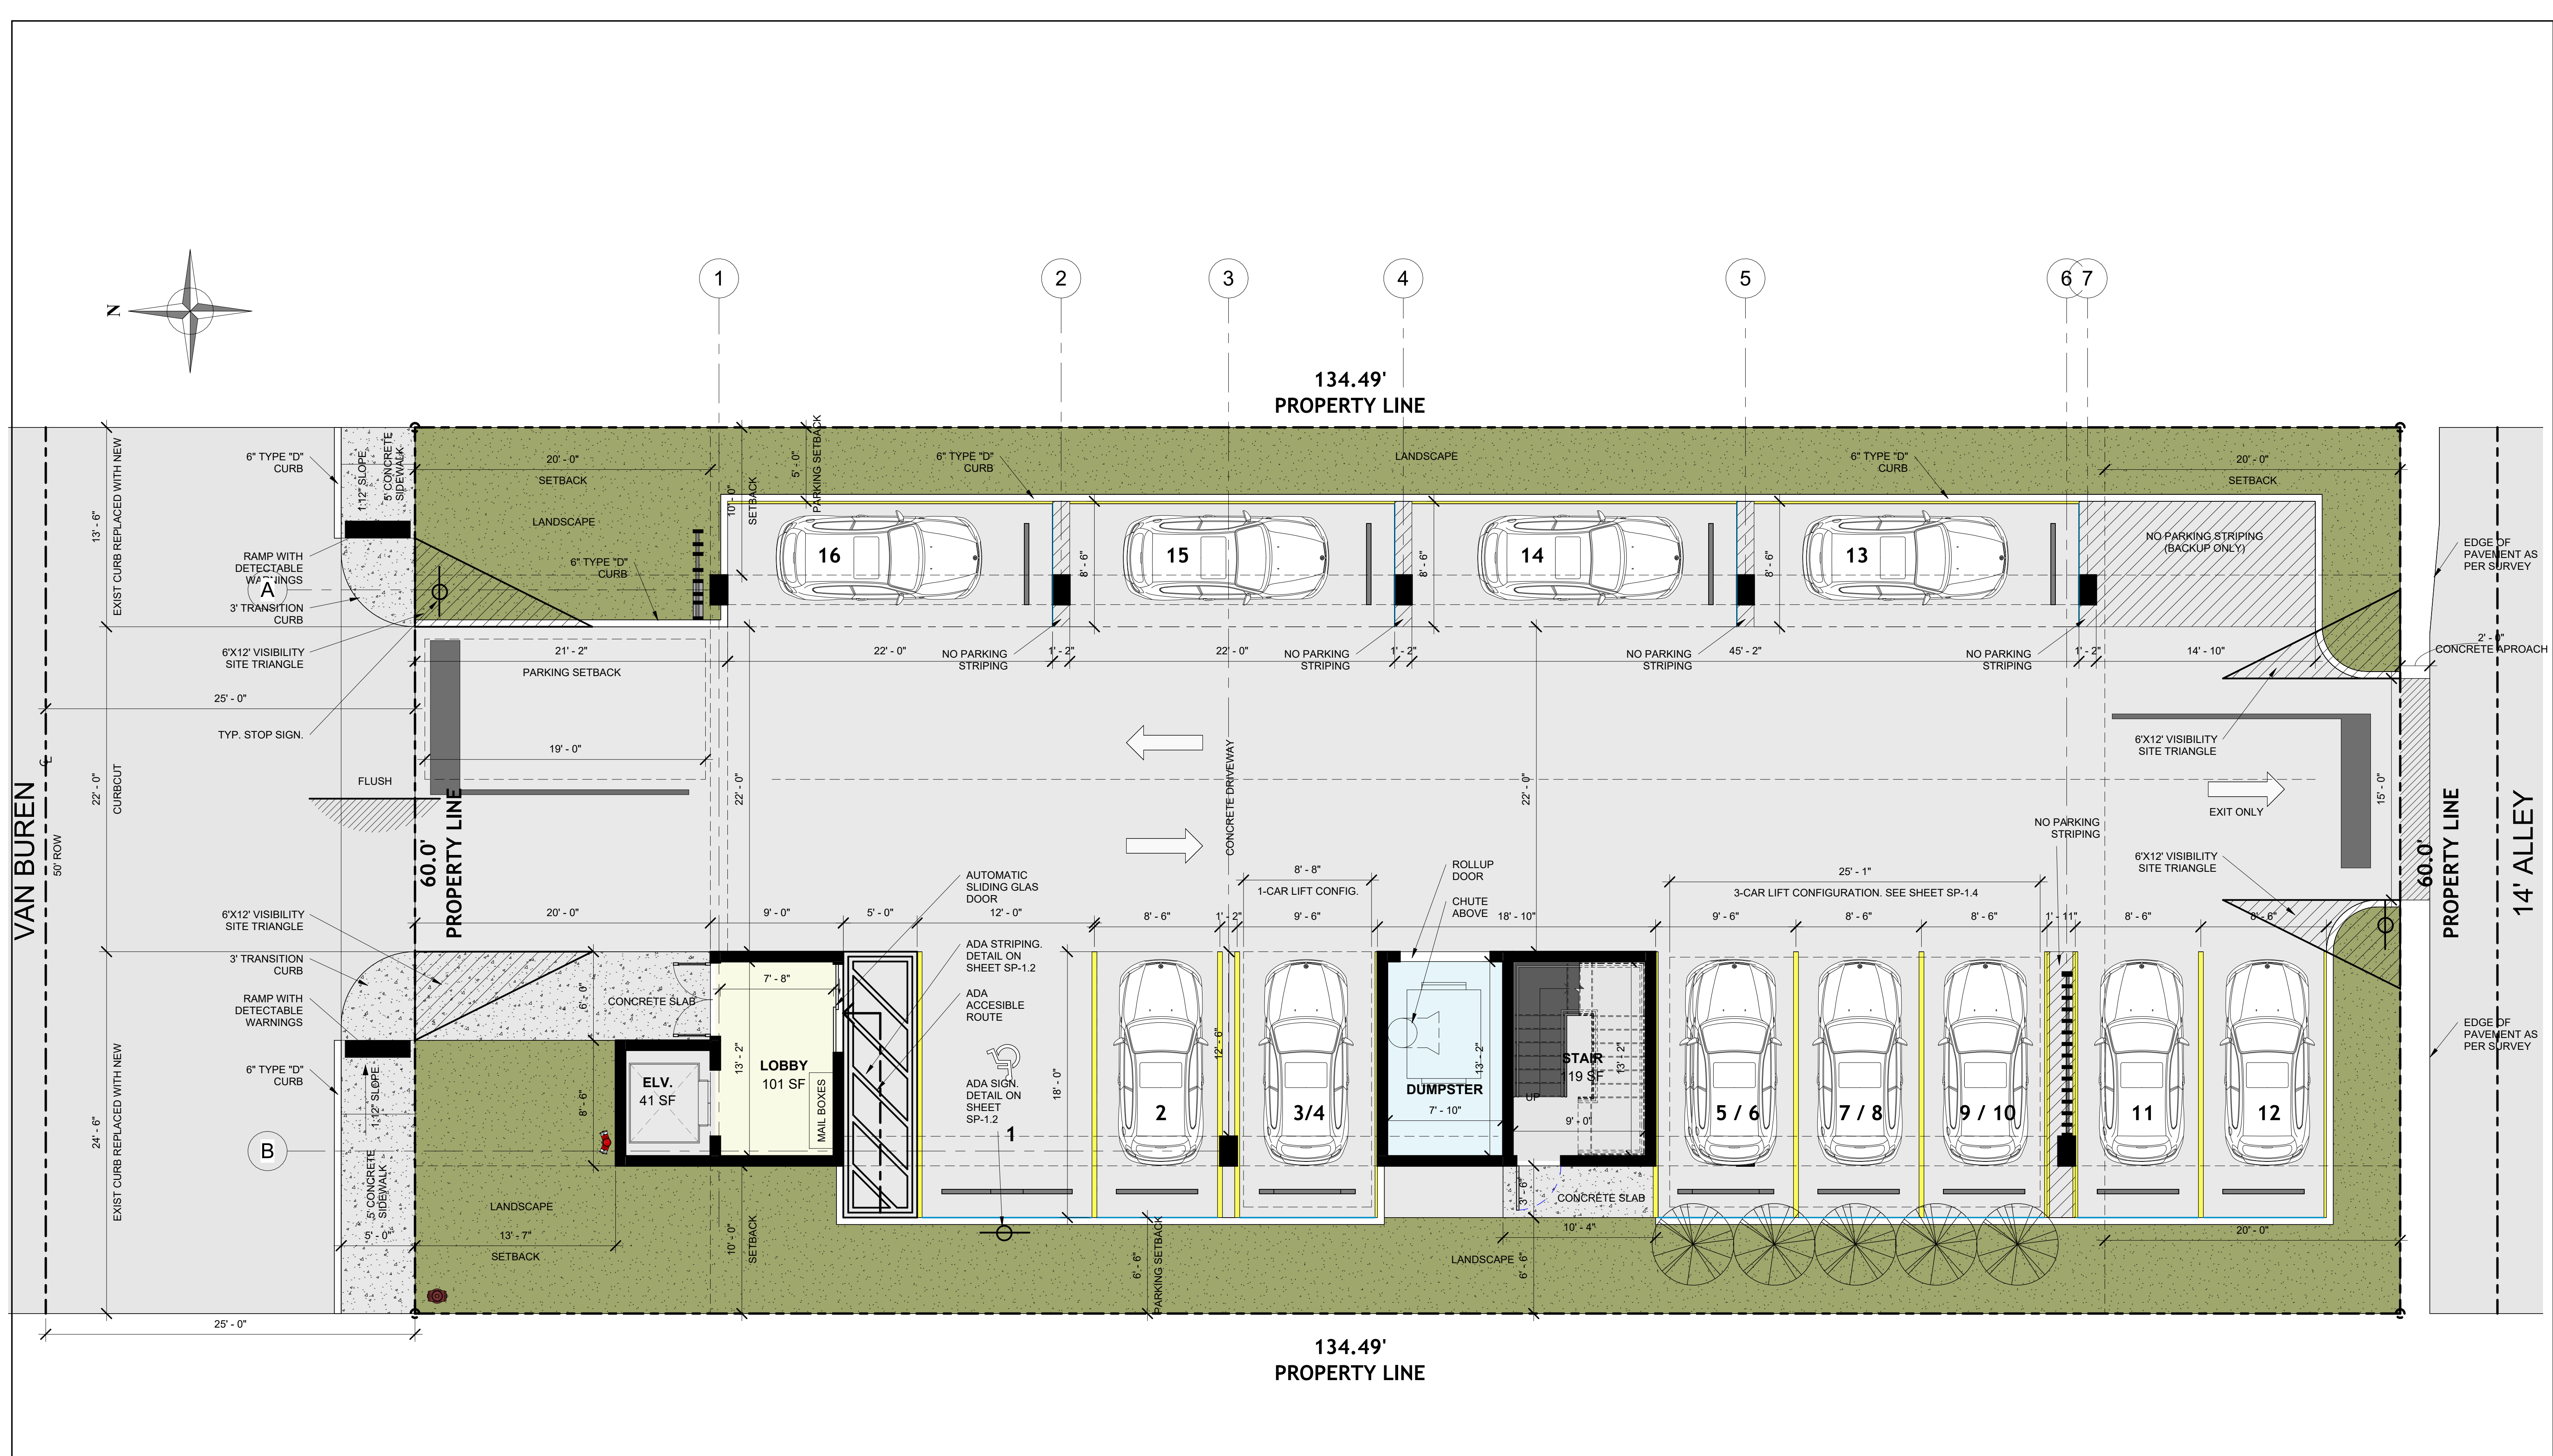 N
1
2
3
4
5
6
7
134.49'
PROPERTY LINE
6" TYPE "D"
CURB
1:12" SLOPE
5' CONCRETE
SIDEWALK
20' - 0"
SETBACK
10' - 0"
SETBACK
5' - 0"
PARKING SETBACK
6" TYPE "D"
CURB
LANDSCAPE
6" TYPE "D"
CURB
20' - 0"
SETBACK
13' - 6"
EXIST CURB REPLACED WITH NEW
LANDSCAPE
RAMP WITH
DETECTABLE
WARNINGS
A
6" TYPE "D"
CURB
16
8' - 6"
15
8' - 6"
14
8' - 6"
13
NO PARKING STRIPING
(BACKUP ONLY)
EDGE OF
PAVEMENT AS
PER SURVEY
3' TRANSITION
CURB
6'X12' VISIBILITY
SITE TRIANGLE
21' - 2"
PARKING SETBACK
22' - 0"
NO PARKING
STRIPING
1' - 2"
22' - 0"
NO PARKING
STRIPING
1' - 2"
NO PARKING
STRIPING
45' - 2"
NO PARKING
STRIPING
1' - 2"
14' - 10"
2' - 0"
CONCRETE APROACH
25' - 0"
TYP. STOP SIGN.
19' - 0"
6'X12' VISIBILITY
SITE TRIANGLE
VAN BUREN
50' ROW
22' - 0"
CURBCUT
FLUSH
60.0'
PROPERTY LINE
22' - 0"
CONCRETE DRIVEWAY
22' - 0"
EXIT ONLY
15' - 0"
60.0'
PROPERTY LINE
14' ALLEY
NO PARKING
STRIPING
6'X12' VISIBILITY
SITE TRIANGLE
AUTOMATIC
SLIDING GLAS
DOOR
8' - 8"
1-CAR LIFT CONFIG.
ROLLUP
DOOR
CHUTE
ABOVE
25' - 1"
3-CAR LIFT CONFIGURATION. SEE SHEET SP-1.4
6'X12' VISIBILITY
SITE TRIANGLE
20' - 0"
9' - 0"
5' - 0"
12' - 0"
8' - 6"
1' - 2"
9' - 6"
18' - 10"
9' - 6"
8' - 6"
8' - 6"
1' - 11"
8' - 6"
8' - 6"
3' TRANSITION
CURB
RAMP WITH
DETECTABLE
WARNINGS
CONCRETE SLAB
6' - 0"
7' - 8"
ADA STRIPING.
DETAIL ON
SHEET SP-1.2
ADA
ACCESIBLE
ROUTE
24' - 6"
EXIST CURB REPLACED WITH NEW
6" TYPE "D"
CURB
1:12" SLOPE
8' - 6"
ELV.
41 SF
13' - 2"
LOBBY
101 SF
MAIL BOXES
ADA SIGN.
DETAIL ON
SHEET
SP-1.2
1
18' - 0"
2
12' - 6"
3/4
DUMPSTER
7' - 10"
13' - 2"
STAIR
119 SF
UP
9' - 0"
13' - 2"
5 / 6
7 / 8
9 / 10
11
12
EDGE OF
PAVEMENT AS
PER SURVEY
B
5' CONCRETE
SIDEWALK
LANDSCAPE
3' - 6"
CONCRETE SLAB
5' - 0"
13' - 7"
SETBACK
10' - 0"
SETBACK
6' - 6"
PARKING SETBACK
10' - 4"
LANDSCAPE
6' - 6"
20' - 0"
25' - 0"
134.49'
PROPERTY LINE